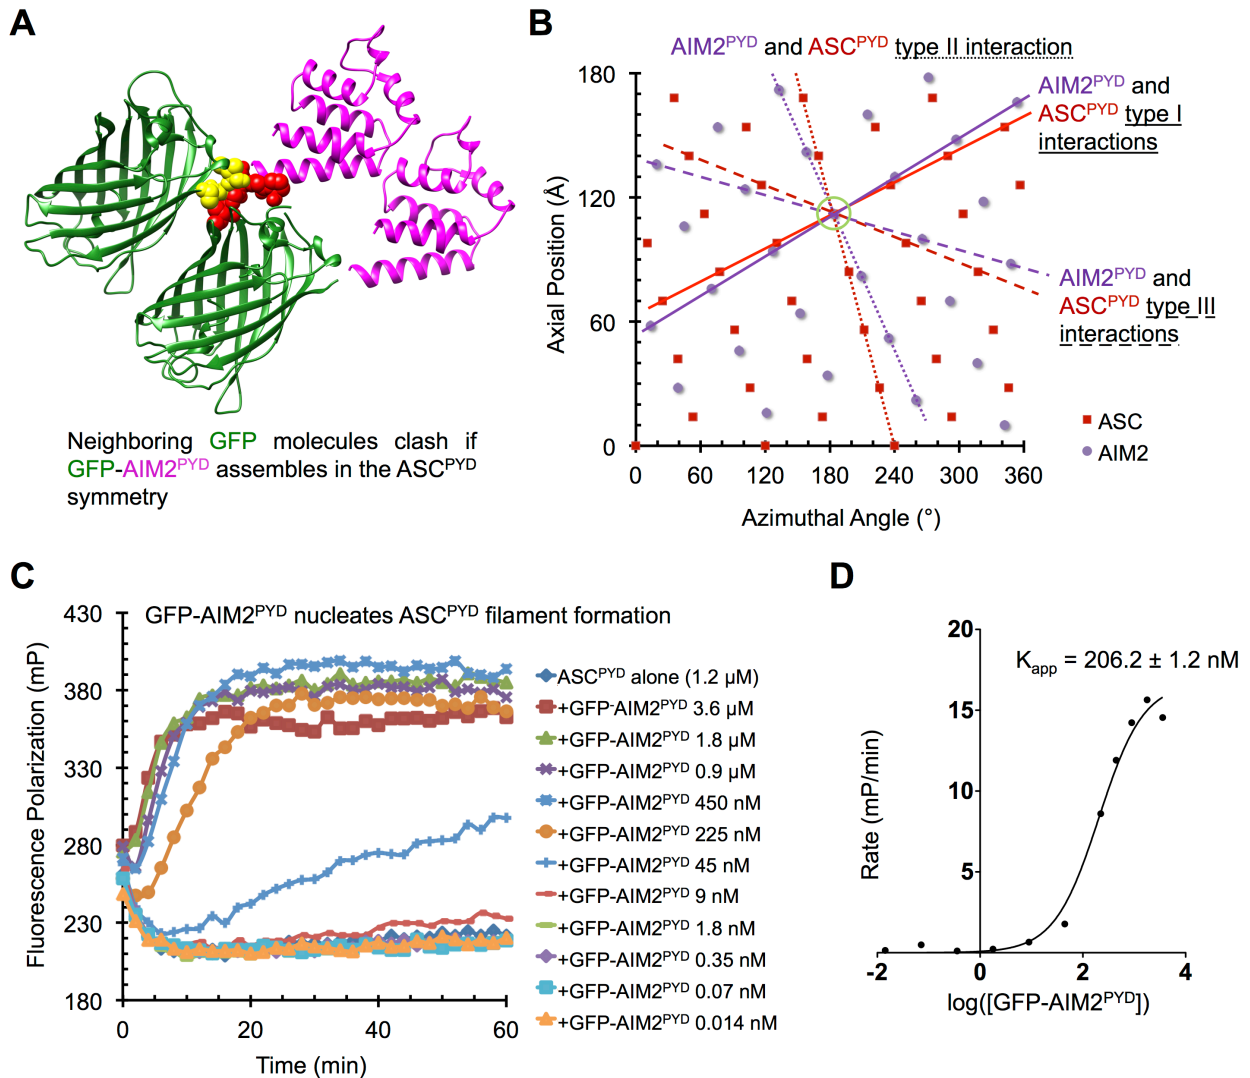 A
Neighboring GFP molecules clash if
GFP-AIM2PYD assembles in the ASCPYD
symmetry
B
AIM2PYD and ASCPYD type II interaction
180
120
60
0
Axial Position (Å)
0 60 120 180 240 300 360
Azimuthal Angle (°)
AIM2PYD and
ASCPYD type I
interactions
AIM2PYD and
ASCPYD type III
interactions
ASC
AIM2
C
GFP-AIM2PYD nucleates ASCPYD filament formation
430
380
330
280
230
180
Fluorescence Polarization (mP)
0 20 40 60
Time (min)
ASCPYD alone (1.2 µM)
+GFP-AIM2PYD 3.6 µM
+GFP-AIM2PYD 1.8 µM
+GFP-AIM2PYD 0.9 µM
+GFP-AIM2PYD 450 nM
+GFP-AIM2PYD 225 nM
+GFP-AIM2PYD 45 nM
+GFP-AIM2PYD 9 nM
+GFP-AIM2PYD 1.8 nM
+GFP-AIM2PYD 0.35 nM
+GFP-AIM2PYD 0.07 nM
+GFP-AIM2PYD 0.014 nM
D
20
15
10
5
Rate (mP/min)
Kapp = 206.2 ± 1.2 nM
-2 0 2 4
log([GFP-AIM2PYD])